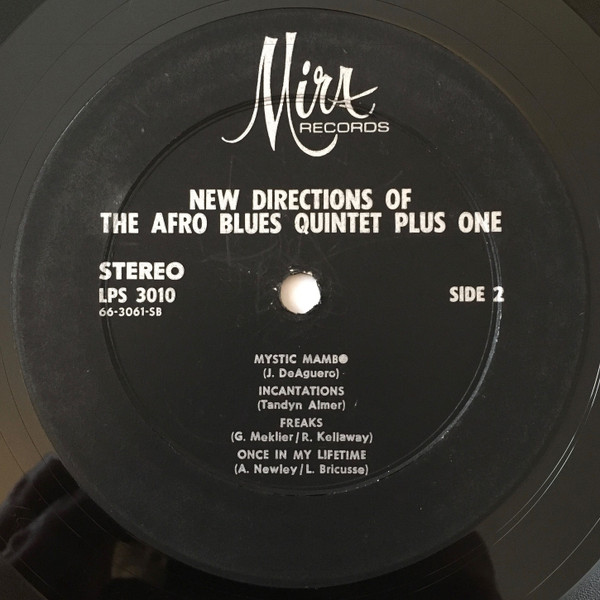 Mira
RECORDS
NEW DIRECTIONS OF
THE AFRO BLUES QUINTET PLUS ONE
STEREO
LPS 3010
SIDE 2
66-3061-SB
MYSTIC MAMBO
(J. DeAguero)
INCANTATIONS
(Tandyn Almer)
FREAKS
(G. Meklier/R. Kellaway)
ONCE IN MY LIFETIME
(A. Newley/L. Bricusse)